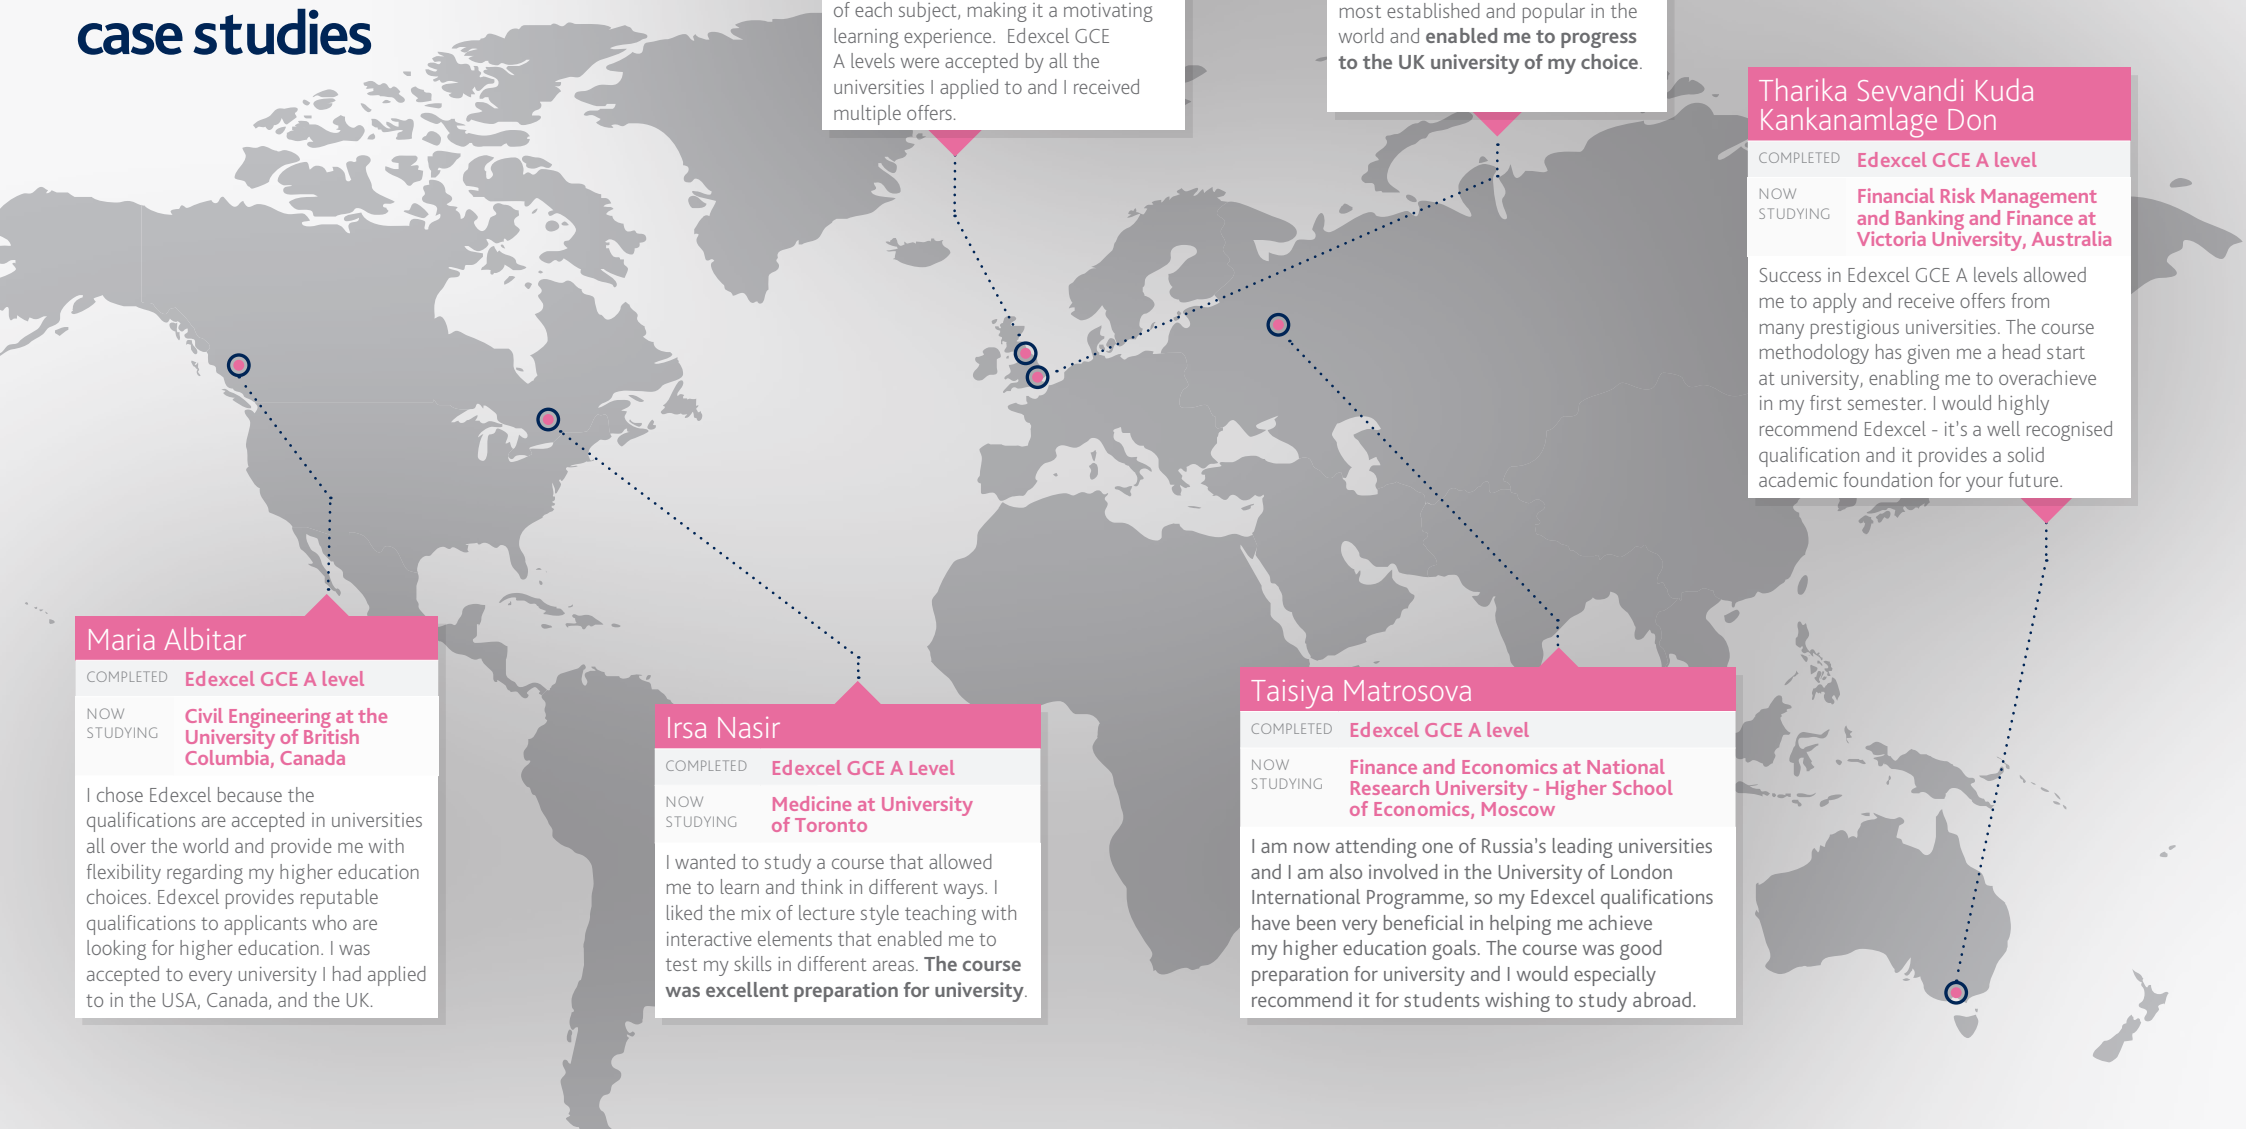 case studies
of each subject, making it a motivating
learning experience.  Edexcel GCE
A levels were accepted by all the
universities I applied to and I received
multiple offers.
most established and popular in the
world and enabled me to progress
to the UK university of my choice.
Tharika Sevvandi Kuda
Kankanamlage Don
COMPLETED Edexcel GCE A level
NOW
STUDYING
Financial Risk Management
and Banking and Finance at
Victoria University, Australia
Success in Edexcel GCE A levels allowed
me to apply and receive offers from
many prestigious universities. The course
methodology has given me a head start
at university, enabling me to overachieve
in my first semester. I would highly
recommend Edexcel - it's a well recognised
qualification and it provides a solid
academic foundation for your future.
Maria Albitar
COMPLETED Edexcel GCE A level
NOW
STUDYING
Civil Engineering at the
University of British
Columbia, Canada
I chose Edexcel because the
qualifications are accepted in universities
all over the world and provide me with
flexibility regarding my higher education
choices. Edexcel provides reputable
qualifications to applicants who are
looking for higher education. I was
accepted to every university I had applied
to in the USA, Canada, and the UK.
Irsa Nasir
COMPLETED Edexcel GCE A Level
NOW
STUDYING
Medicine at University
of Toronto
I wanted to study a course that allowed
me to learn and think in different ways. I
liked the mix of lecture style teaching with
interactive elements that enabled me to
test my skills in different areas. The course
was excellent preparation for university.
Taisiya Matrosova
COMPLETED Edexcel GCE A level
NOW
STUDYING
Finance and Economics at National
Research University - Higher School
of Economics, Moscow
I am now attending one of Russia's leading universities
and I am also involved in the University of London
International Programme, so my Edexcel qualifications
have been very beneficial in helping me achieve
my higher education goals. The course was good
preparation for university and I would especially
recommend it for students wishing to study abroad.